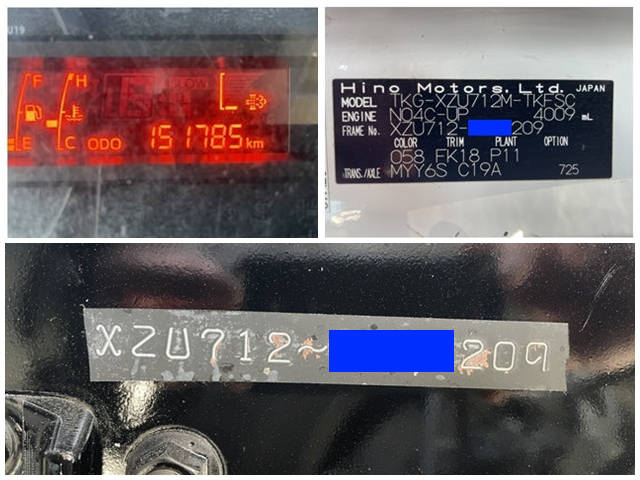 F H
E C ODO 151785 km
Hino Motors, Ltd. JAPAN
MODEL TKG-XZU712M-TKFSC
ENGINE N04C-UP 4009 mL
FRAME No. XZU712- 209
COLOR TRIM PLANT OPTION
058 FK18 P11
TRANS./AXLE MYY6S C19A 725
XZU712~ 209